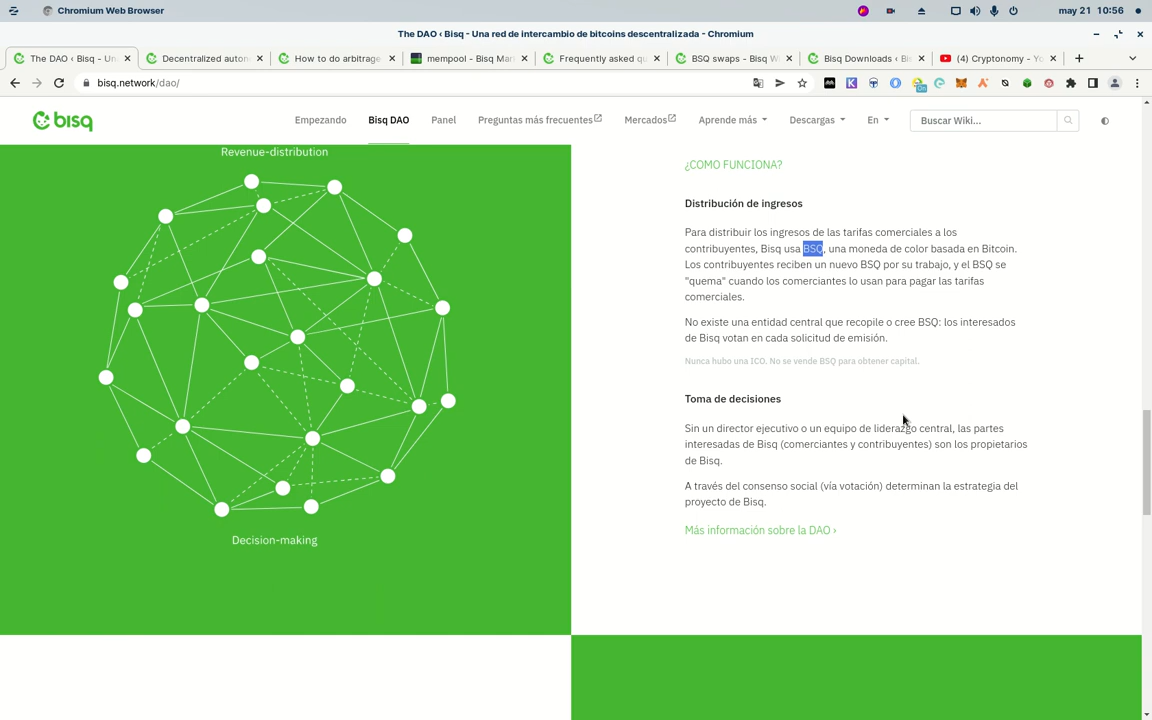 Chromium Web Browser
may 21 10:56
The DAO ‹ Bisq - Una red de intercambio de bitcoins descentralizada - Chromium
The DAO ‹ Bisq - Un
Decentralized auton
How to do arbitrage
mempool - Bisq Mar
Frequently asked qu
BSQ swaps - Bisq W
Bisq Downloads ‹ Bi
(4) Cryptonomy - Yo
bisq.network/dao/
On
bisq
Empezando
Bisq DAO
Panel
Preguntas más frecuentes
Mercados
Aprende más
Descargas
En
Buscar Wiki...
Revenue-distribution
Decision-making
¿COMO FUNCIONA?
Distribución de ingresos
Para distribuir los ingresos de las tarifas comerciales a los
contribuyentes, Bisq usa BSQ, una moneda de color basada en Bitcoin.
Los contribuyentes reciben un nuevo BSQ por su trabajo, y el BSQ se
"quema" cuando los comerciantes lo usan para pagar las tarifas
comerciales.
No existe una entidad central que recopile o cree BSQ: los interesados
de Bisq votan en cada solicitud de emisión.
Nunca hubo una ICO. No se vende BSQ para obtener capital.
Toma de decisiones
Sin un director ejecutivo o un equipo de liderazgo central, las partes
interesadas de Bisq (comerciantes y contribuyentes) son los propietarios
de Bisq.
A través del consenso social (vía votación) determinan la estrategia del
proyecto de Bisq.
Más información sobre la DAO ›